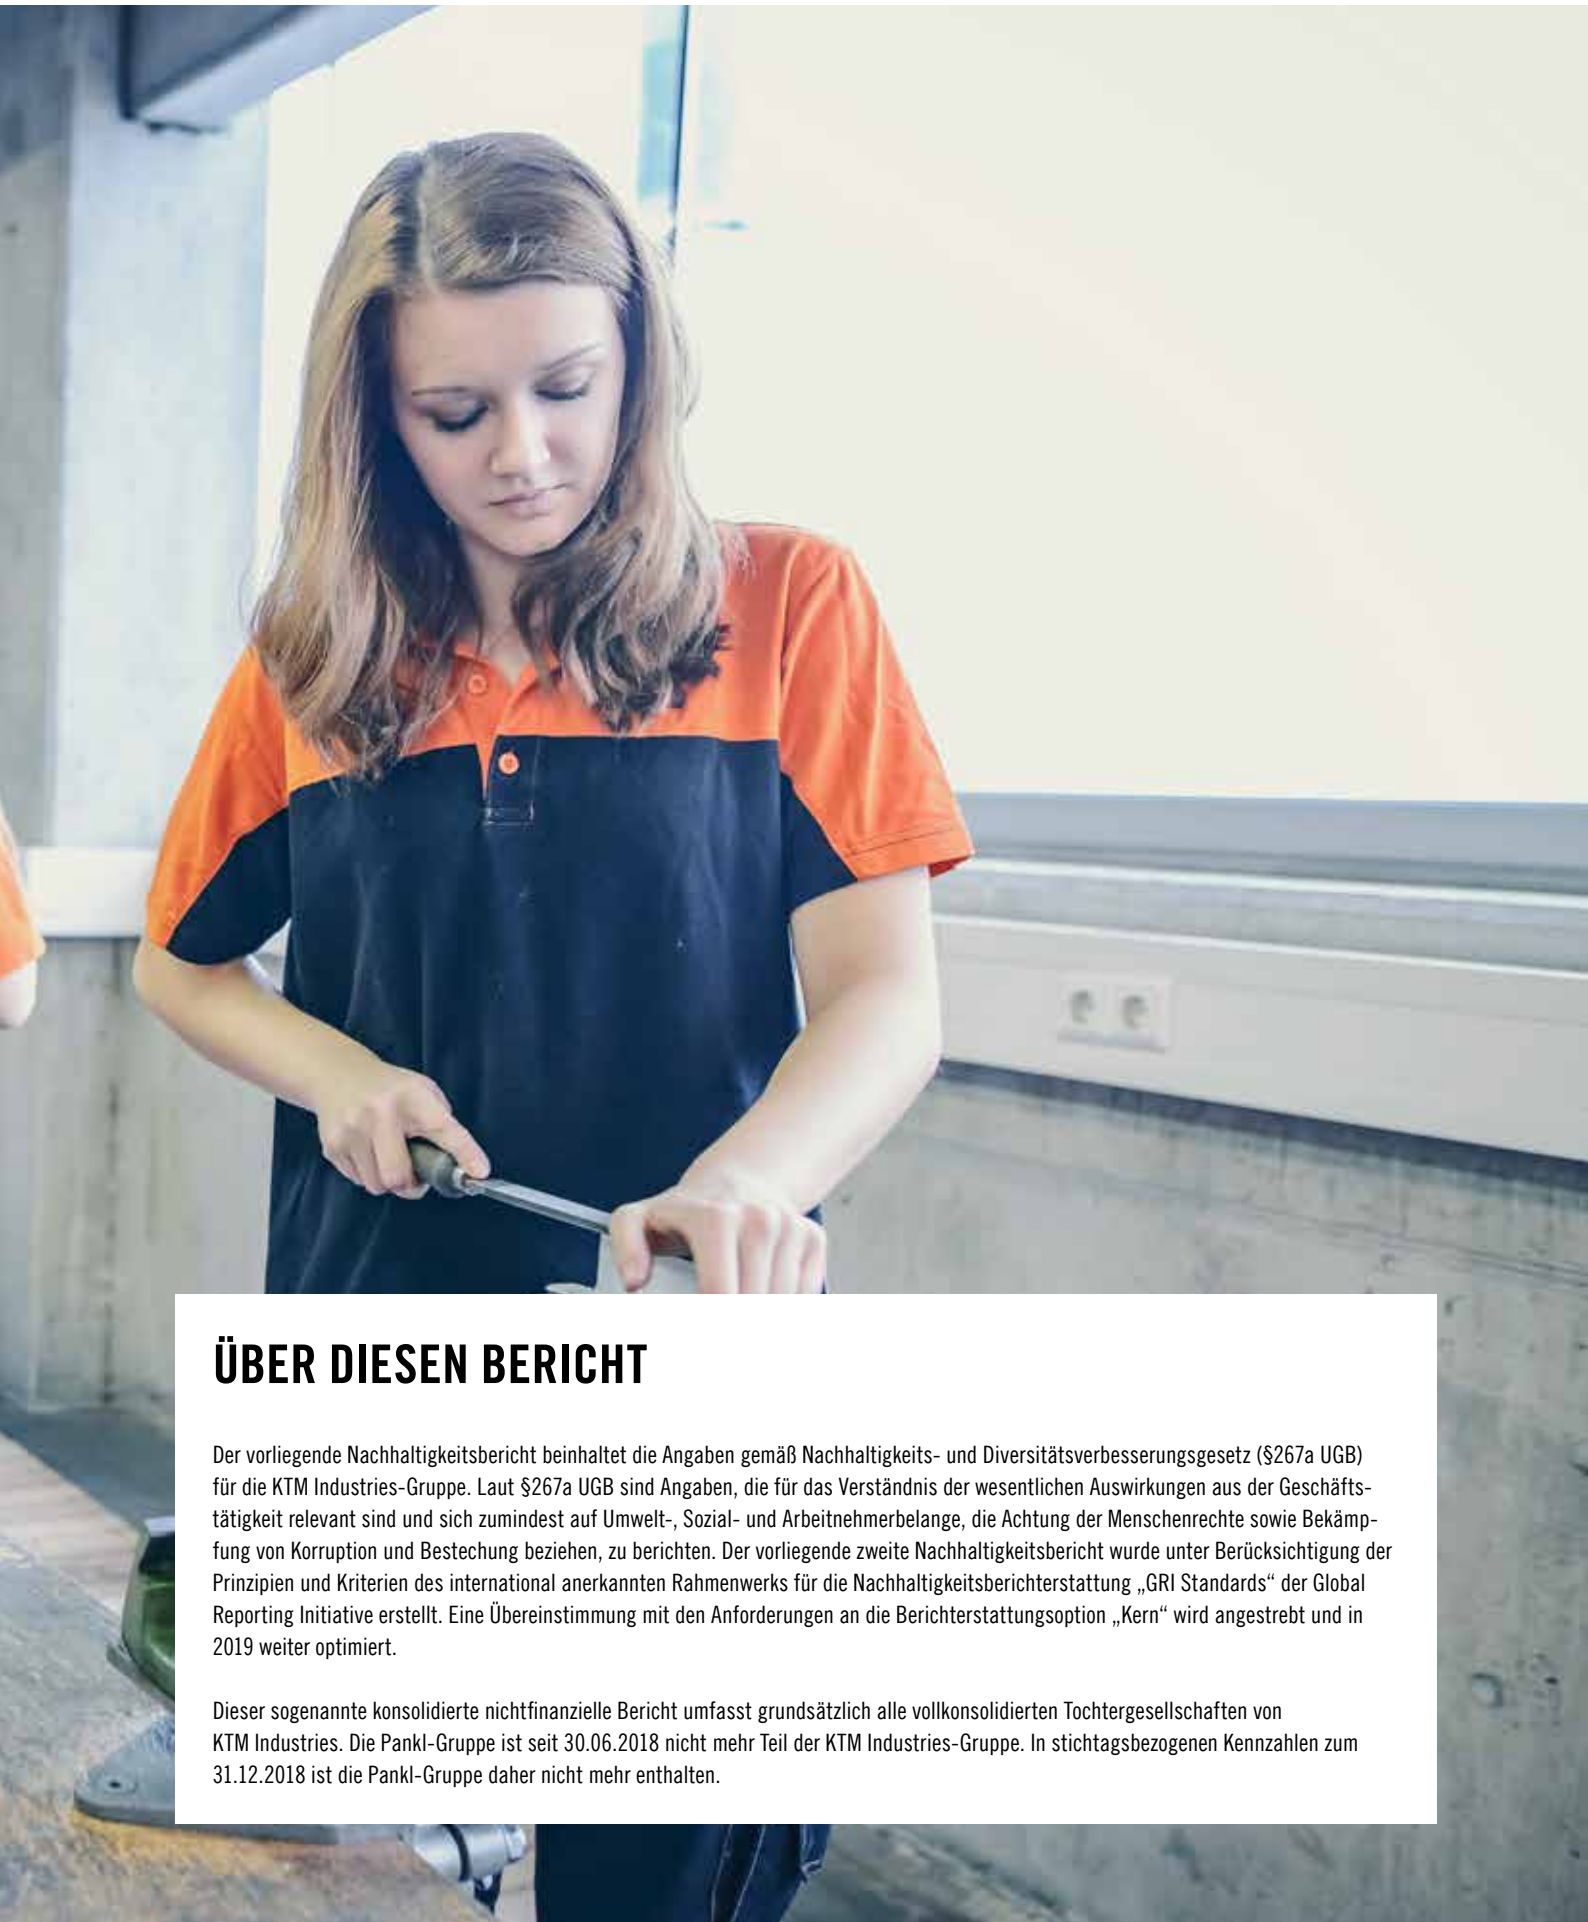 ÜBER DIESEN BERICHT
Der vorliegende Nachhaltigkeitsbericht beinhaltet die Angaben gemäß Nachhaltigkeits- und Diversitätsverbesserungsgesetz (§267a UGB)
für die KTM Industries-Gruppe. Laut §267a UGB sind Angaben, die für das Verständnis der wesentlichen Auswirkungen aus der Geschäfts-
tätigkeit relevant sind und sich zumindest auf Umwelt-, Sozial- und Arbeitnehmerbelange, die Achtung der Menschenrechte sowie Bekämp-
fung von Korruption und Bestechung beziehen, zu berichten. Der vorliegende zweite Nachhaltigkeitsbericht wurde unter Berücksichtigung der
Prinzipien und Kriterien des international anerkannten Rahmenwerks für die Nachhaltigkeitsberichterstattung „GRI Standards“ der Global
Reporting Initiative erstellt. Eine Übereinstimmung mit den Anforderungen an die Berichterstattungsoption „Kern“ wird angestrebt und in
2019 weiter optimiert.
Dieser sogenannte konsolidierte nichtfinanzielle Bericht umfasst grundsätzlich alle vollkonsolidierten Tochtergesellschaften von
KTM Industries. Die Pankl-Gruppe ist seit 30.06.2018 nicht mehr Teil der KTM Industries-Gruppe. In stichtagsbezogenen Kennzahlen zum
31.12.2018 ist die Pankl-Gruppe daher nicht mehr enthalten.